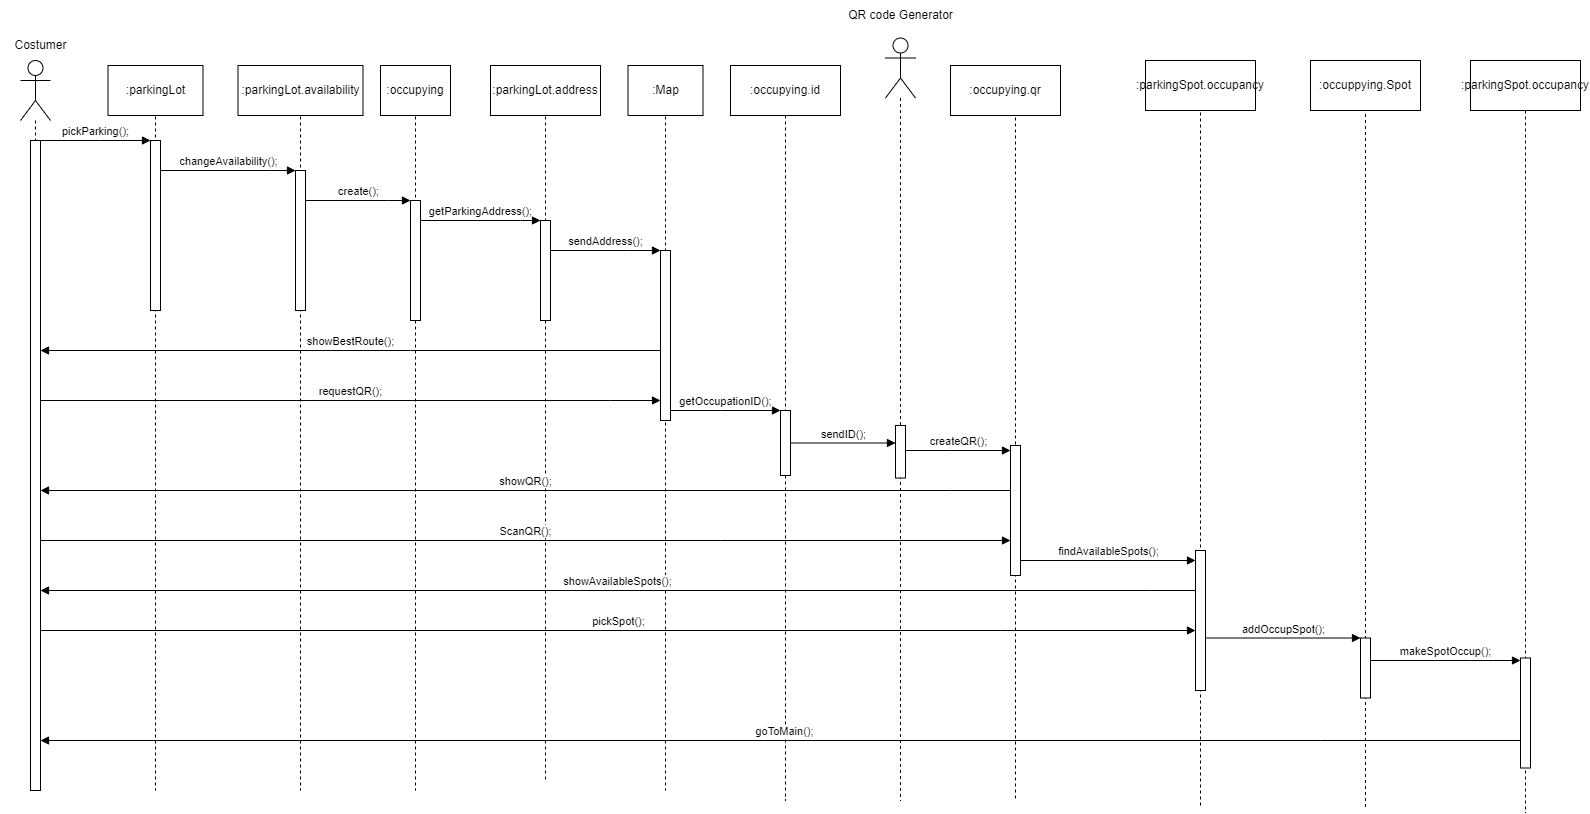 QR code Generator
Costumer
:parkingLot
:parkingLot.availability
:occupying
:parkingLot.address
:Map
:occupying.id
:occupying.qr
:parkingSpot.occupancy
:occuppying.Spot
:parkingSpot.occupancy
pickParking();
changeAvailability();
create();
getParkingAddress();
sendAddress();
showBestRoute();
requestQR();
getOccupationID();
sendID();
createQR();
showQR();
ScanQR();
findAvailableSpots();
showAvailableSpots();
pickSpot();
addOccupSpot();
makeSpotOccup();
goToMain();